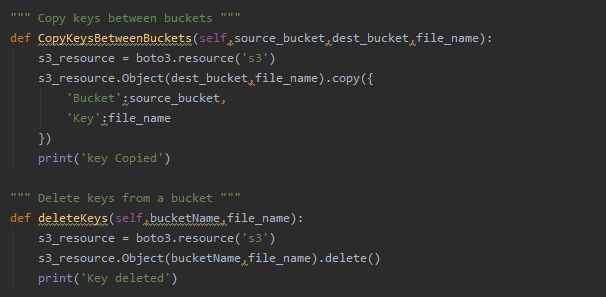 """ Copy keys between buckets """
def CopyKeysBetweenBuckets(self,source_bucket,dest_bucket,file_name):
    s3_resource = boto3.resource('s3')
    s3_resource.Object(dest_bucket,file_name).copy({
        'Bucket':source_bucket,
        'Key':file_name
    })
    print('key Copied')

""" Delete keys from a bucket """
def deleteKeys(self,bucketName,file_name):
    s3_resource = boto3.resource('s3')
    s3_resource.Object(bucketName,file_name).delete()
    print('Key deleted')